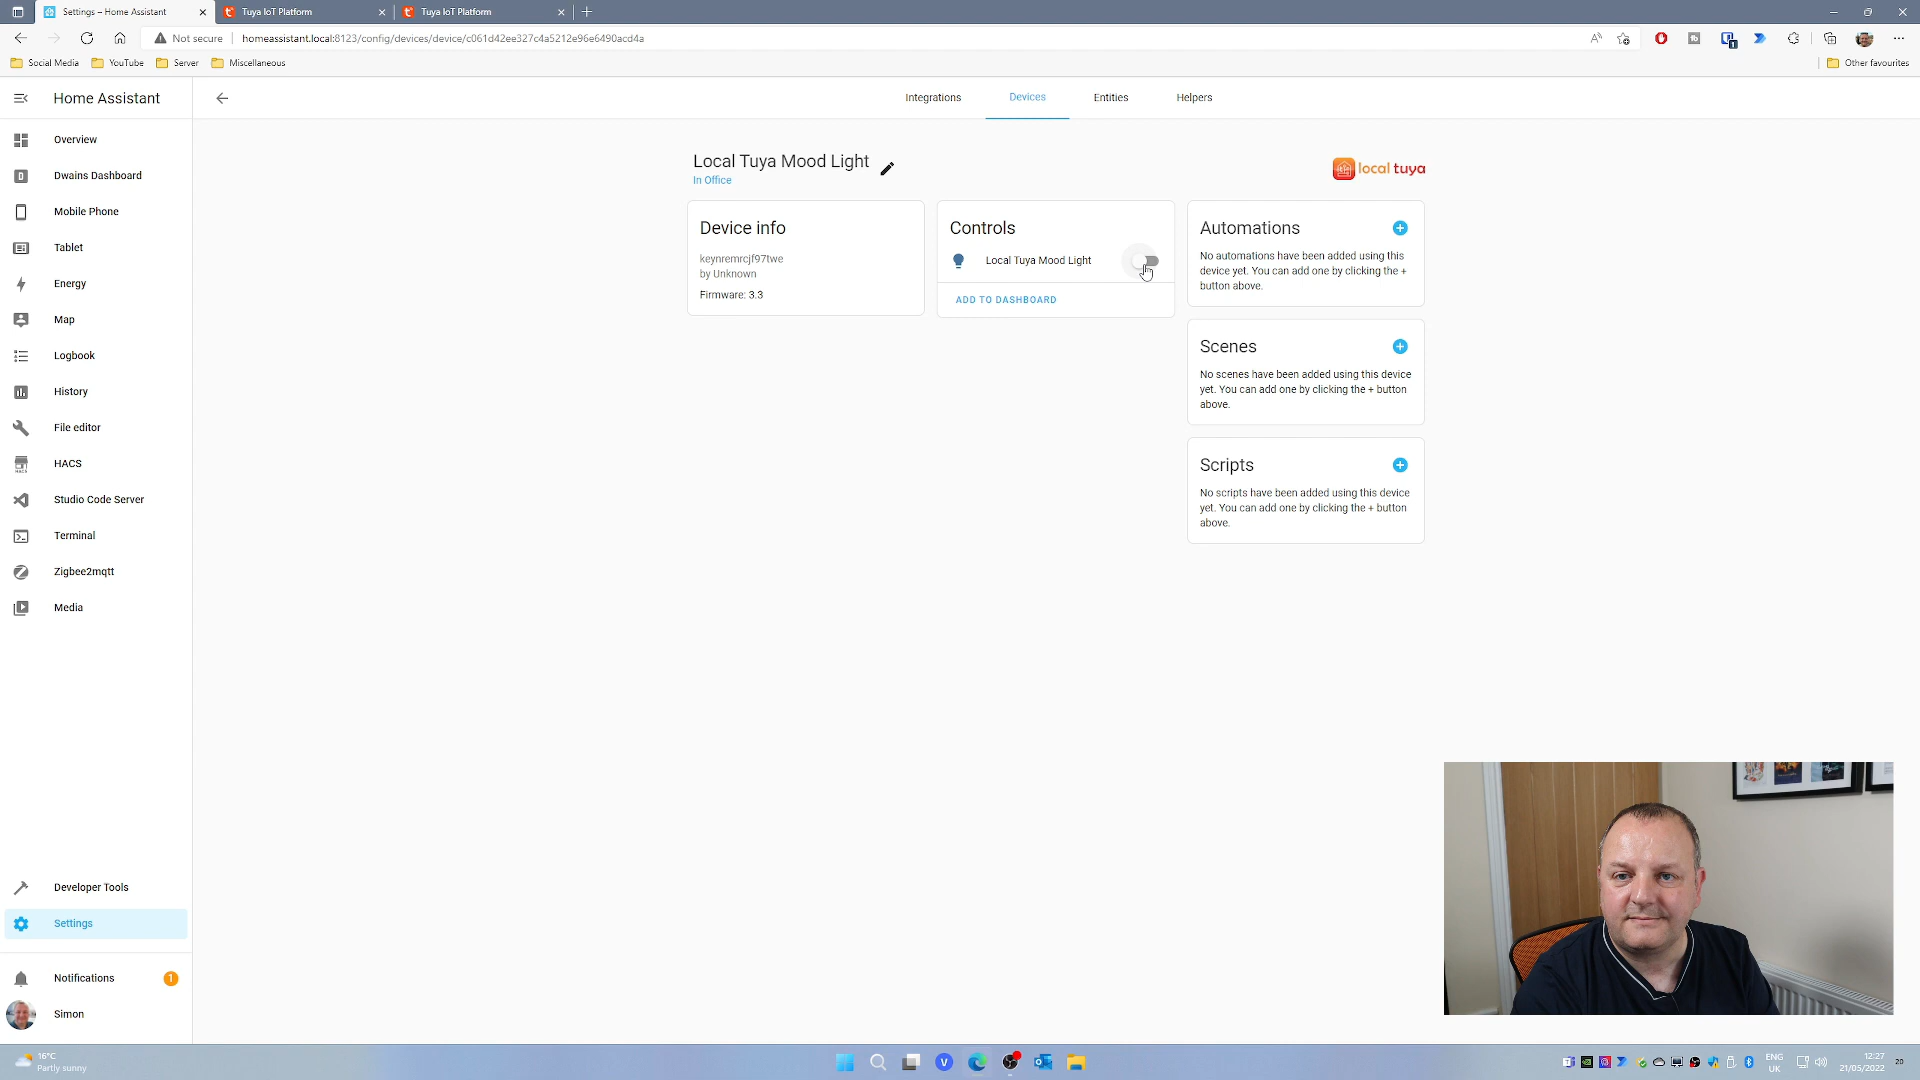 Settings – Home Assistant
Tuya IoT Platform
Tuya IoT Platform
Not secure
homeassistant.local:8123/config/devices/device/c061d42ee327c4a5212e96e6490acd4a
Social Media
YouTube
Server
Miscellaneous
Other favourites
Home Assistant
Integrations
Devices
Entities
Helpers
Overview
Dwains Dashboard
Mobile Phone
Tablet
Energy
Map
Logbook
History
File editor
HACS
Studio Code Server
Terminal
Zigbee2mqtt
Media
Developer Tools
Settings
Notifications
1
Simon
Local Tuya Mood Light
In Office
local tuya
Device info
keynremrcjf97twe
by Unknown
Firmware: 3.3
Controls
Local Tuya Mood Light
ADD TO DASHBOARD
Automations
No automations have been added using this
device yet. You can add one by clicking the +
button above.
Scenes
No scenes have been added using this device
yet. You can add one by clicking the + button
above.
Scripts
No scripts have been added using this device
yet. You can add one by clicking the + button
above.
16°C
Partly sunny
ENG
UK
12:27
21/05/2022
20